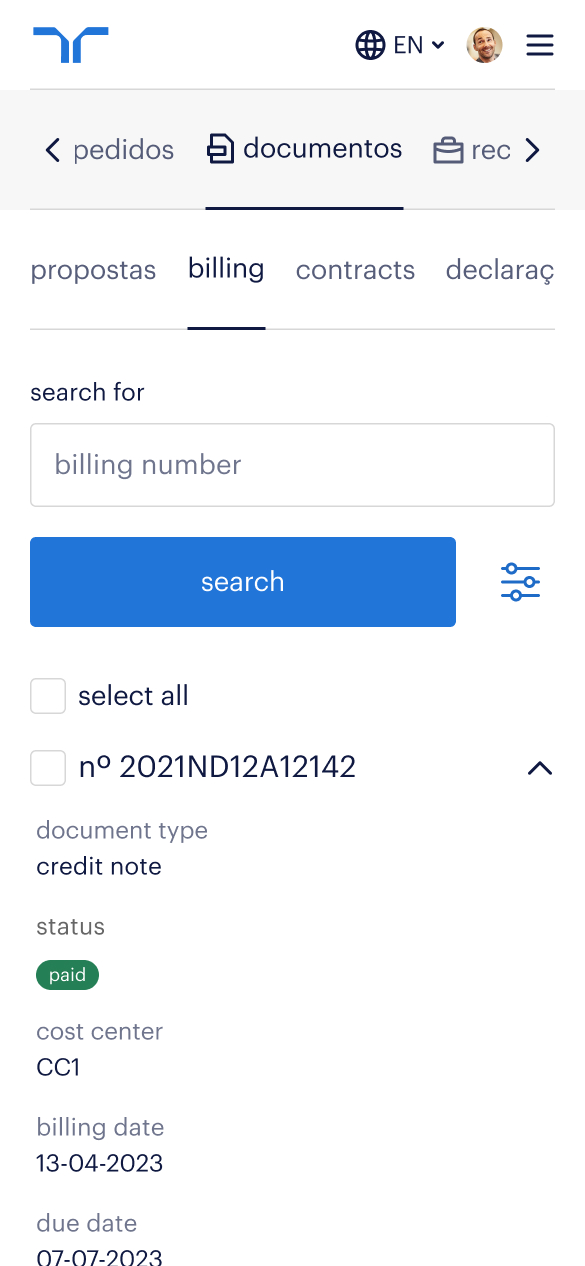 EN
pedidos documentos rec
propostas billing contracts declaraç
search for
billing number
search
select all
nº 2021ND12A12142
document type
credit note
status
paid
cost center
CC1
billing date
13-04-2023
due date
07-07-2023